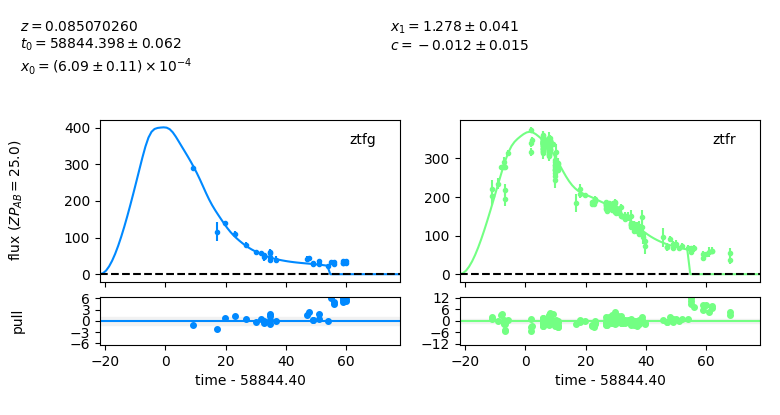 z = 0.085070260
t₀ = 58844.398 ± 0.062
x₀ = (6.09 ± 0.11) × 10⁻⁴
x₁ = 1.278 ± 0.041
c = −0.012 ± 0.015
flux (ZP_AB = 25.0)
400
300
200
100
0
ztfg
300
200
100
0
ztfr
pull
6
3
0
−3
−6
12
6
0
−6
−12
−20 0 20 40 60
−20 0 20 40 60
time - 58844.40
time - 58844.40